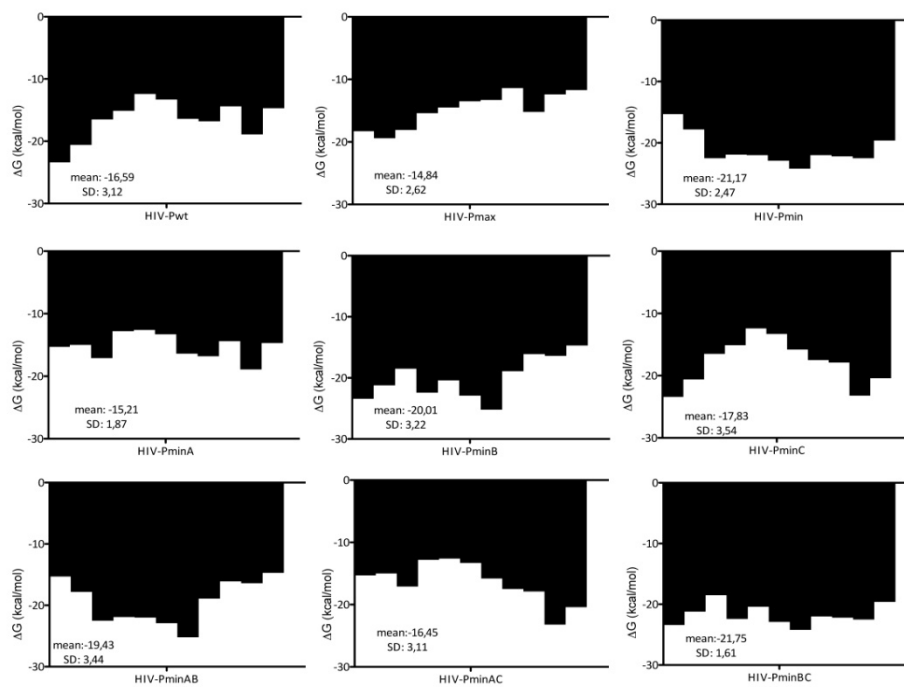 0
-10
-20
-30
ΔG (kcal/mol)
mean: -16,59
SD: 3,12
HIV-Pwt
0
-10
-20
-30
ΔG (kcal/mol)
mean: -14,84
SD: 2,62
HIV-Pmax
0
-10
-20
-30
ΔG (kcal/mol)
mean: -21,17
SD: 2,47
HIV-Pmin
0
-10
-20
-30
ΔG (kcal/mol)
mean: -15,21
SD: 1,87
HIV-PminA
0
-10
-20
-30
ΔG (kcal/mol)
mean: -20,01
SD: 3,22
HIV-PminB
0
-10
-20
-30
ΔG (kcal/mol)
mean: -17,83
SD: 3,54
HIV-PminC
0
-10
-20
-30
ΔG (kcal/mol)
mean:-19,43
SD: 3,44
HIV-PminAB
0
-10
-20
-30
ΔG (kcal/mol)
mean: -16,45
SD: 3,11
HIV-PminAC
0
-10
-20
-30
ΔG (kcal/mol)
mean: -21,75
SD: 1,61
HIV-PminBC